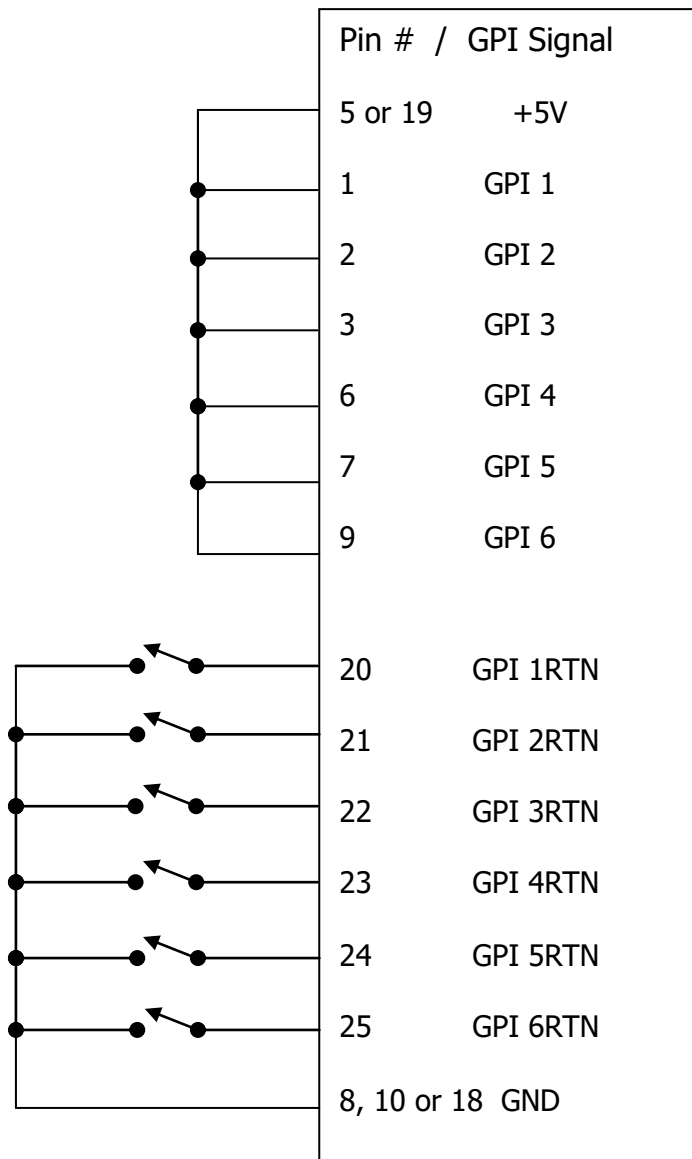 Pin # / GPI Signal
5 or 19 +5V
1 GPI 1
2 GPI 2
3 GPI 3
6 GPI 4
7 GPI 5
9 GPI 6
20 GPI 1RTN
21 GPI 2RTN
22 GPI 3RTN
23 GPI 4RTN
24 GPI 5RTN
25 GPI 6RTN
8, 10 or 18 GND